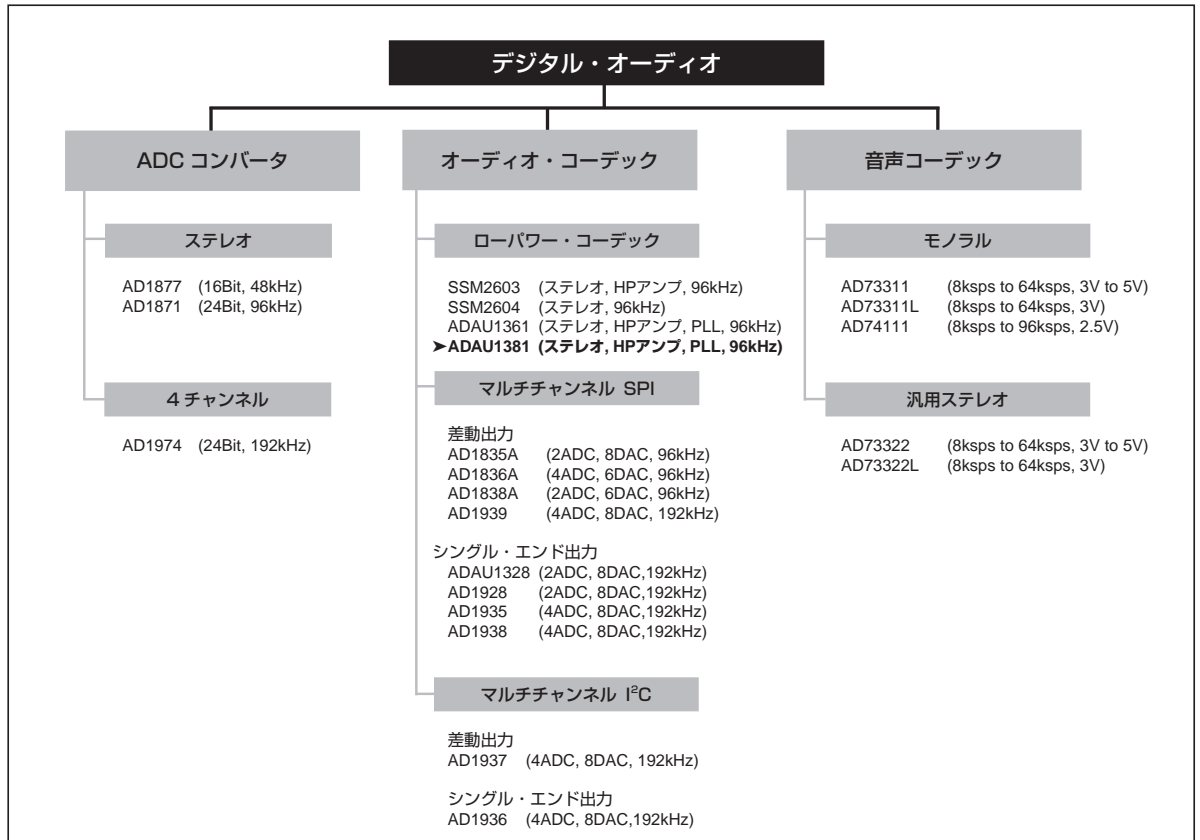 デジタル・オーディオ
ADC コンバータ
ステレオ
AD1877 (16Bit, 48kHz)
AD1871 (24Bit, 96kHz)
4 チャンネル
AD1974 (24Bit, 192kHz)
オーディオ・コーデック
ローパワー・コーデック
SSM2603 (ステレオ, HPアンプ, 96kHz)
SSM2604 (ステレオ, 96kHz)
ADAU1361 (ステレオ, HPアンプ, PLL, 96kHz)
➤ADAU1381 (ステレオ, HPアンプ, PLL, 96kHz)
マルチチャンネル SPI
差動出力
AD1835A (2ADC, 8DAC, 96kHz)
AD1836A (4ADC, 6DAC, 96kHz)
AD1838A (2ADC, 6DAC, 96kHz)
AD1939 (4ADC, 8DAC, 192kHz)
シングル・エンド出力
ADAU1328 (2ADC, 8DAC,192kHz)
AD1928 (2ADC, 8DAC,192kHz)
AD1935 (4ADC, 8DAC,192kHz)
AD1938 (4ADC, 8DAC,192kHz)
マルチチャンネル I²C
差動出力
AD1937 (4ADC, 8DAC, 192kHz)
シングル・エンド出力
AD1936 (4ADC, 8DAC,192kHz)
音声コーデック
モノラル
AD73311 (8ksps to 64ksps, 3V to 5V)
AD73311L (8ksps to 64ksps, 3V)
AD74111 (8ksps to 96ksps, 2.5V)
汎用ステレオ
AD73322 (8ksps to 64ksps, 3V to 5V)
AD73322L (8ksps to 64ksps, 3V)